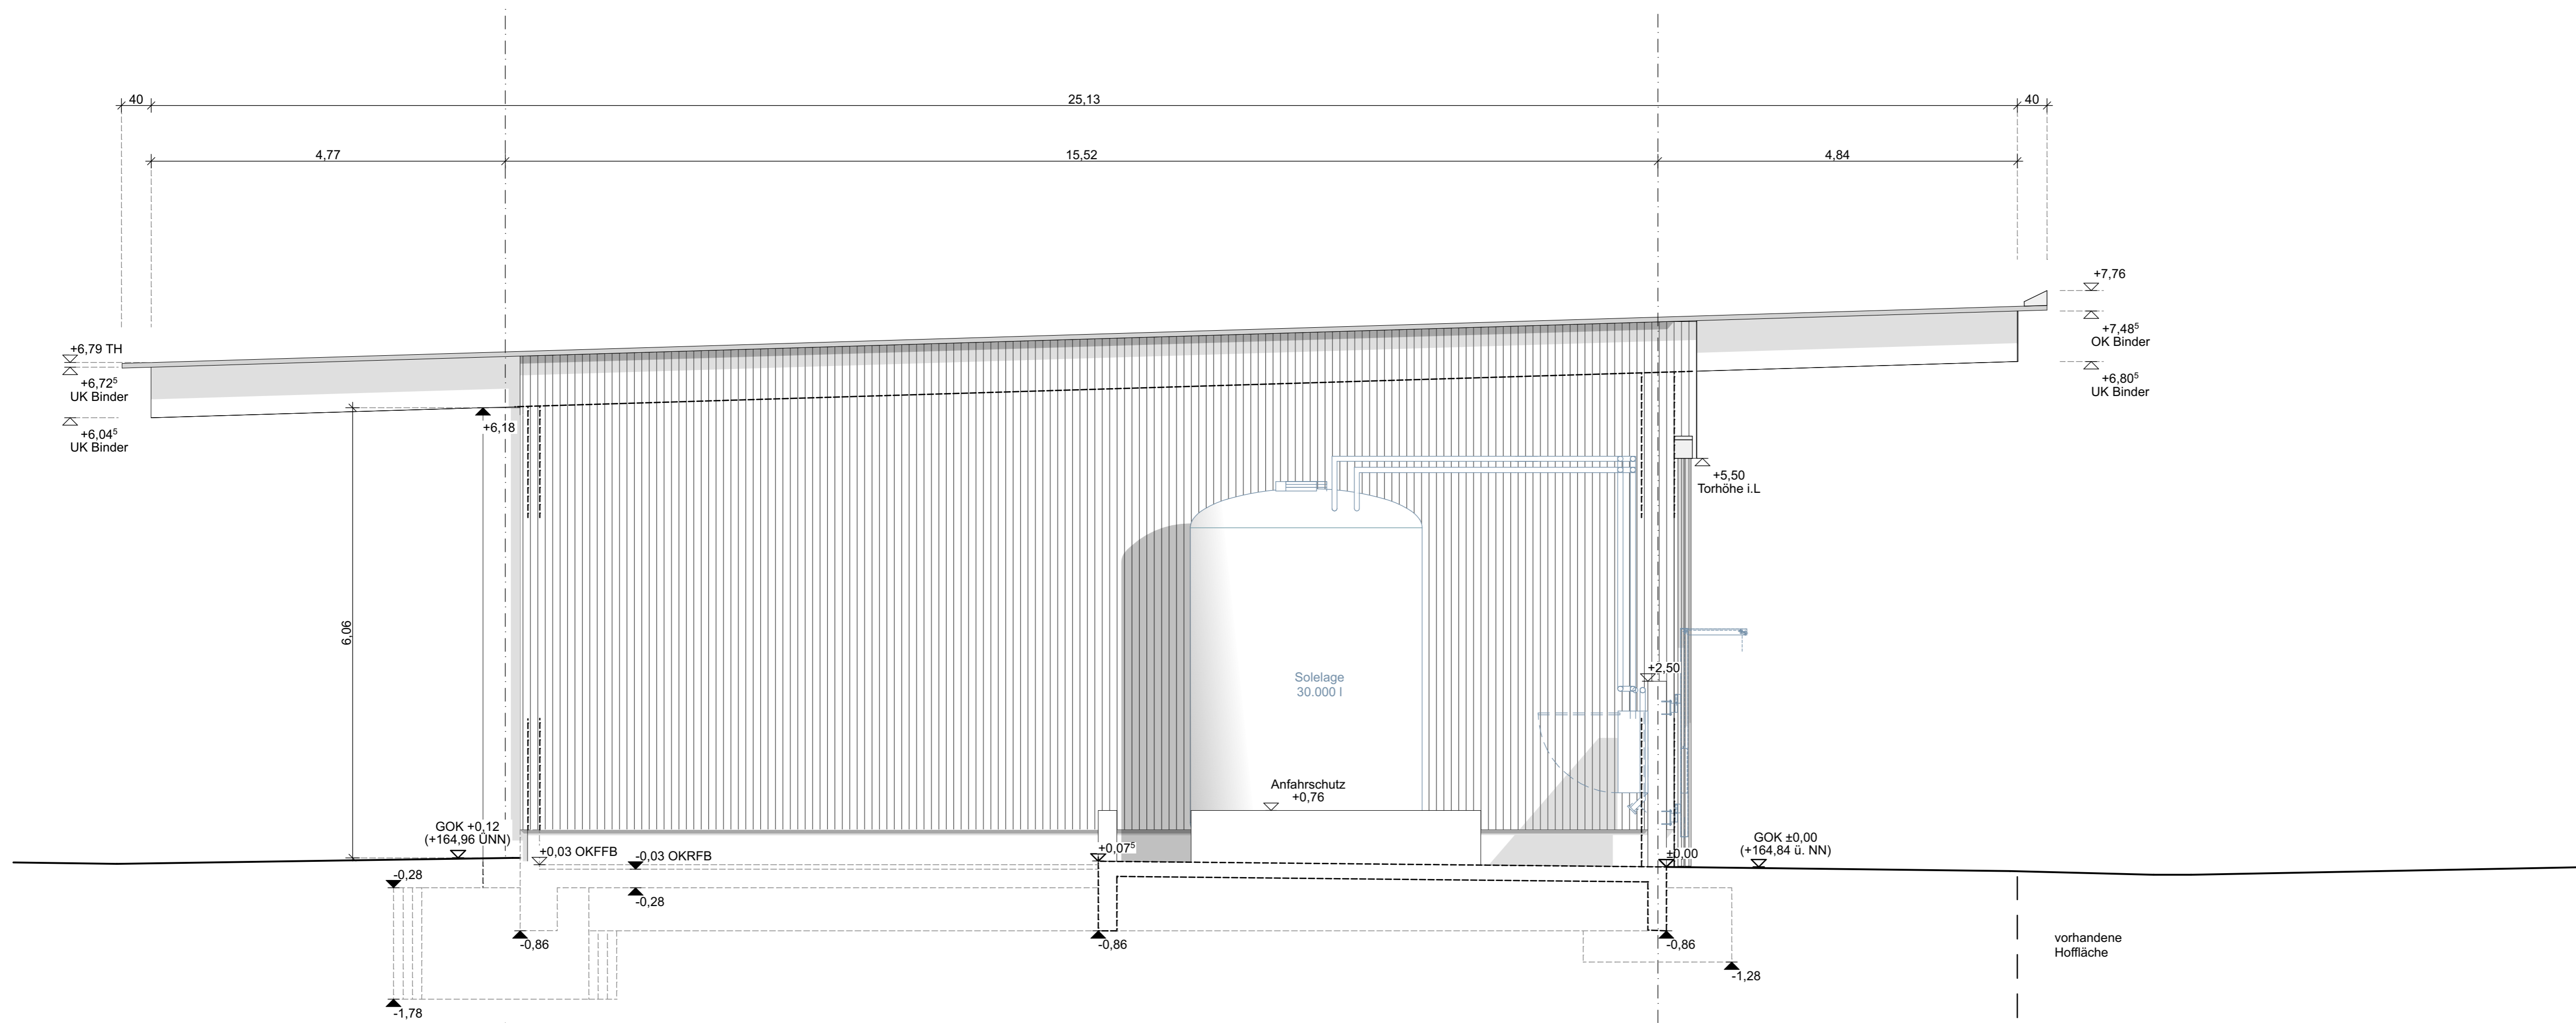 40
25,13
40
4,77
15,52
4,84
+7,76
+7,48⁵
OK Binder
+6,80⁵
UK Binder
+6,79 TH
+6,72⁵
UK Binder
+6,04⁵
UK Binder
+6,18
+5,50
Torhöhe i.L
6,06
+2,50
Solelage
30.000 l
Anfahrschutz
+0,76
GOK +0,12
(+164,96 ÜNN)
+0,03 OKFFB
-0,03 OKRFB
+0,07⁵
±0,00
GOK ±0,00
(+164,84 ü. NN)
-0,28
-0,28
-0,86
-0,86
-0,86
vorhandene
Hoffläche
-1,28
-1,78